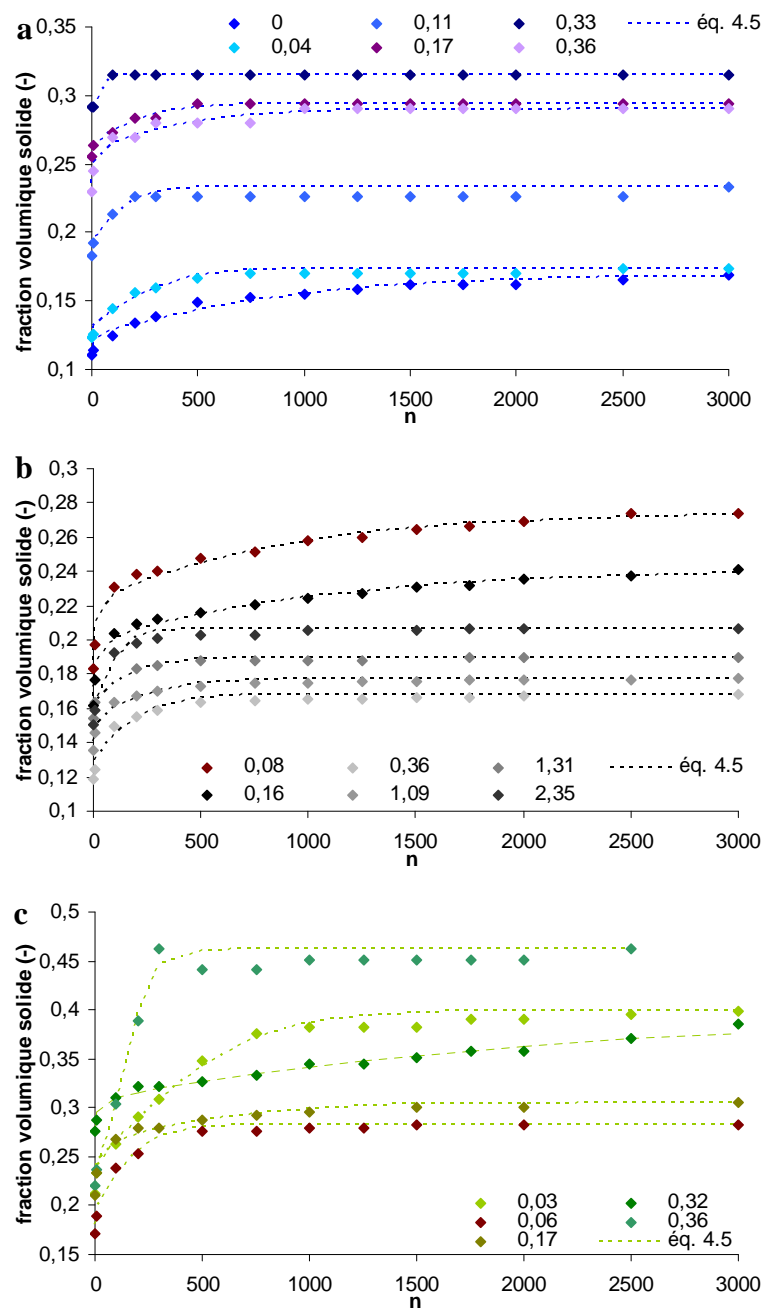 a
0 0,11 0,33 éq. 4.5
0,04 0,17 0,36
fraction volumique solide (-)
0,35
0,3
0,25
0,2
0,15
0,1
0 500 1000 1500 2000 2500 3000
n
b
fraction volumique solide (-)
0,3
0,28
0,26
0,24
0,22
0,2
0,18
0,16
0,14
0,12
0,1
0,08 0,36 1,31 éq. 4.5
0,16 1,09 2,35
0 500 1000 1500 2000 2500 3000
n
c
fraction volumique solide (-)
0,5
0,45
0,4
0,35
0,3
0,25
0,2
0,15
0,03 0,32
0,06 0,36
0,17 éq. 4.5
0 500 1000 1500 2000 2500 3000
n